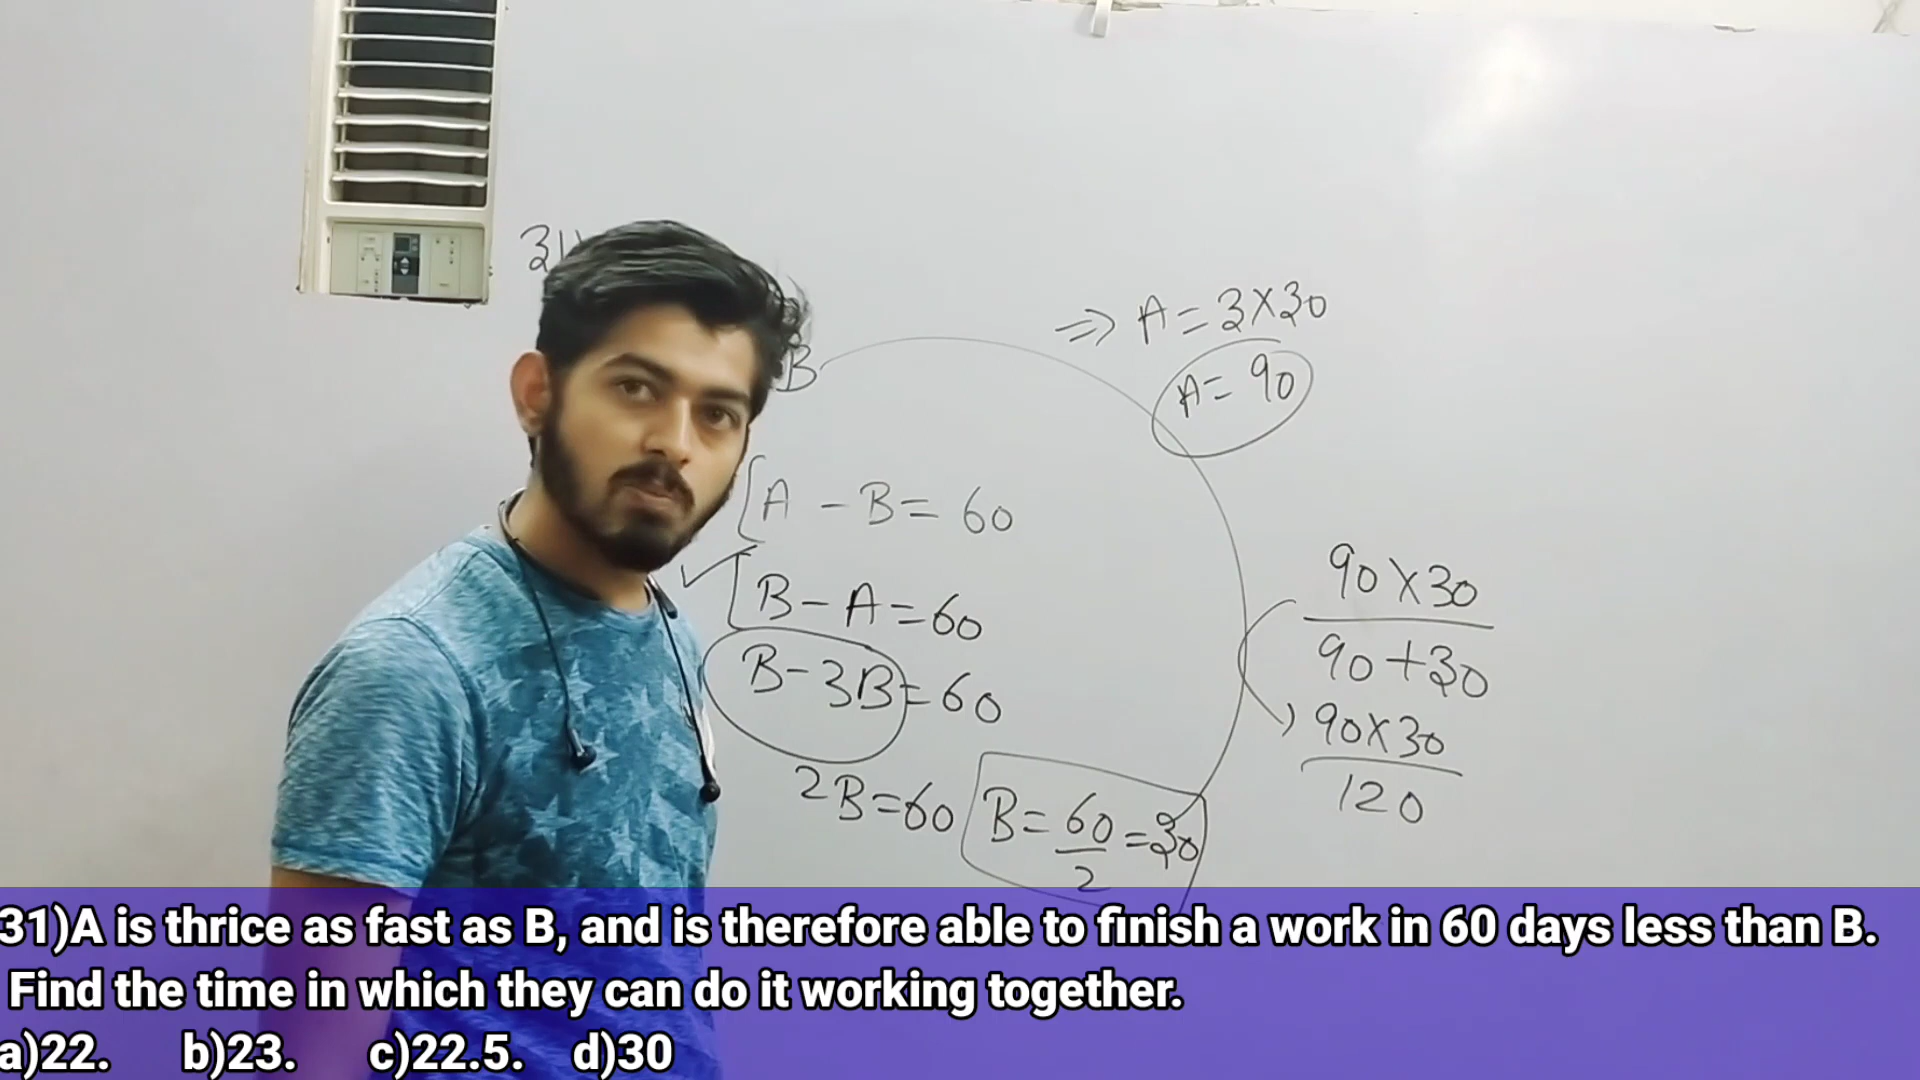 31)
B
A - B = 60
B - A = 60
B - 3B = 60
2B = 60
B = 60/2 = 30
⇒ A = 3 × 30
A = 90
90 × 30
90 + 30
90 × 30
120
31)A is thrice as fast as B, and is therefore able to finish a work in 60 days less than B.
Find the time in which they can do it working together.
a)22. b)23. c)22.5. d)30